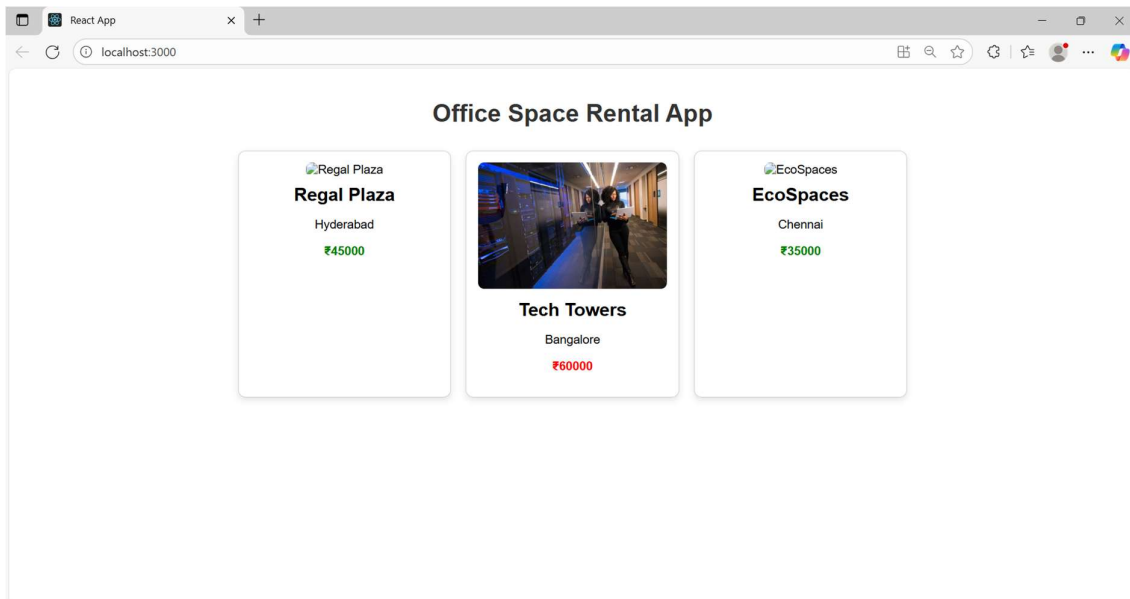 React App
localhost:3000
Office Space Rental App
Regal Plaza
Regal Plaza
Hyderabad
₹45000
Tech Towers
Bangalore
₹60000
EcoSpaces
EcoSpaces
Chennai
₹35000